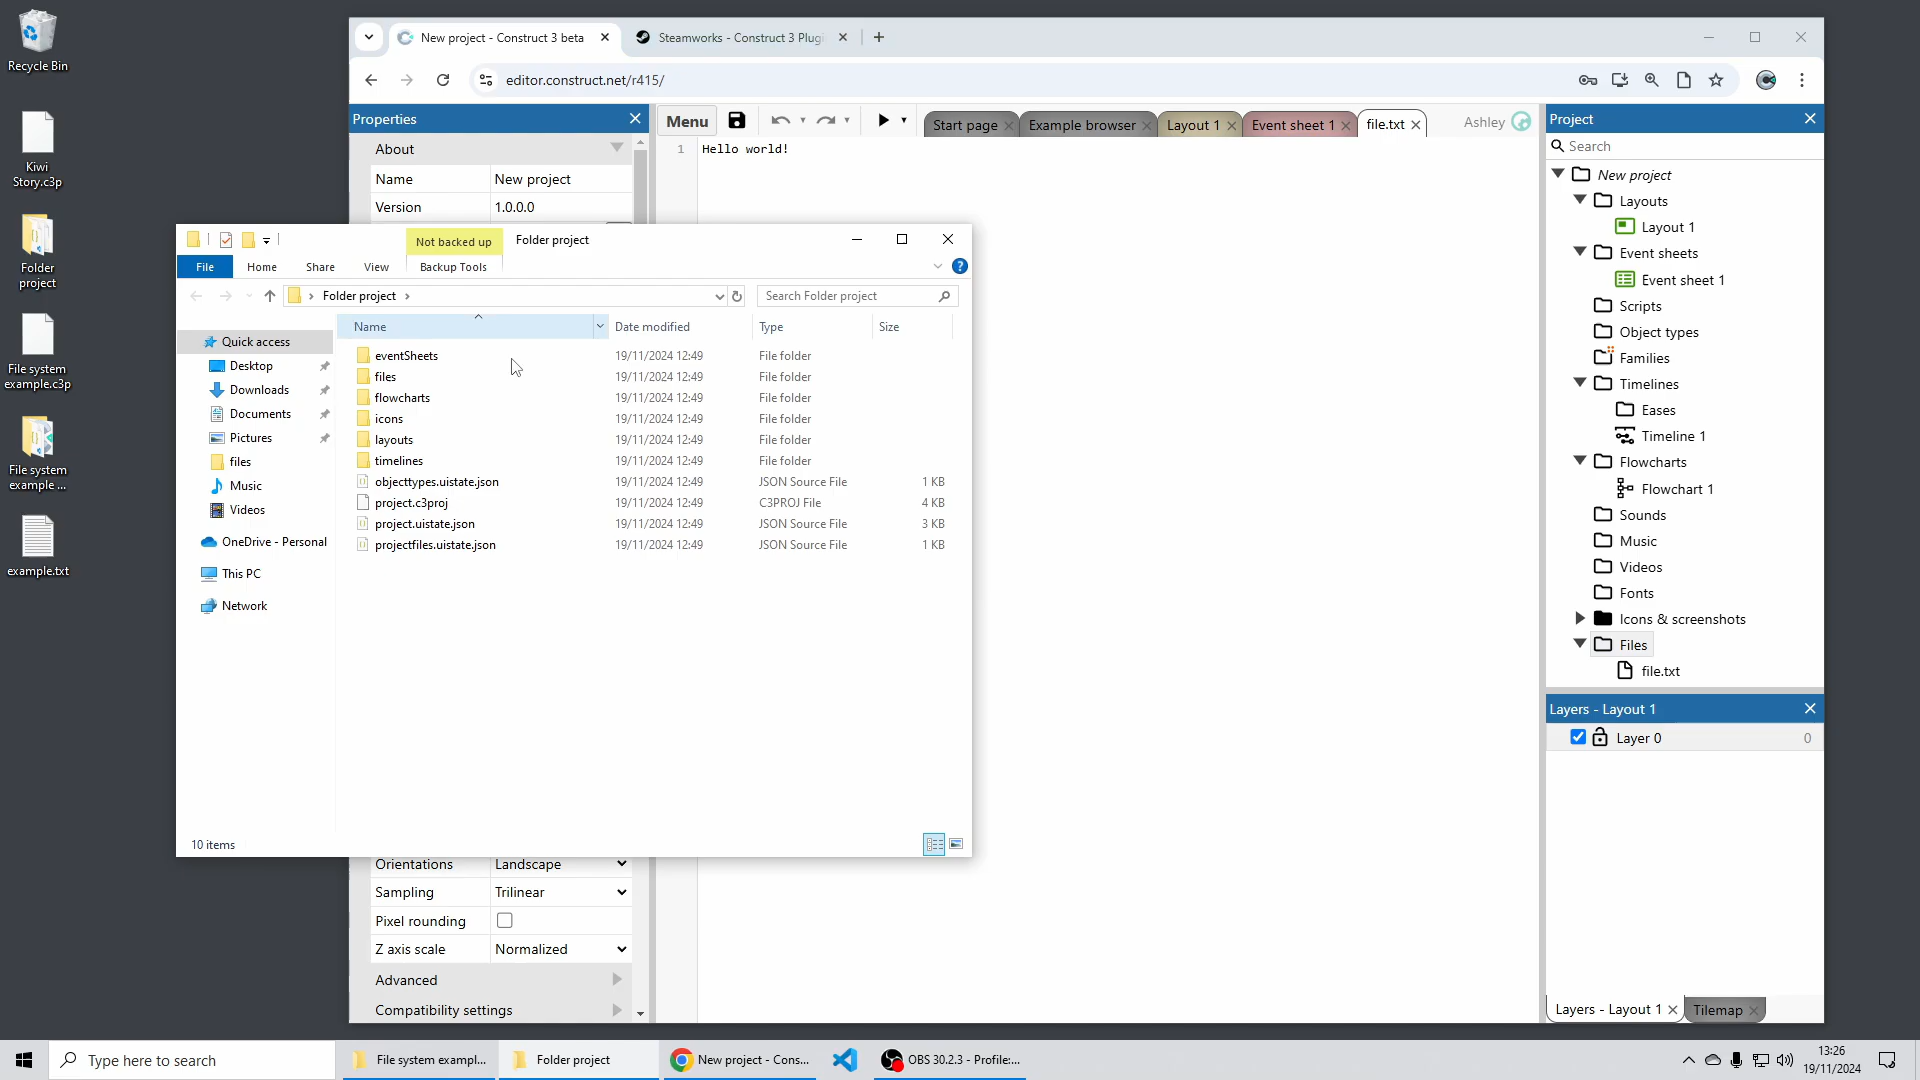 Recycle Bin
Kiwi
Story.c3p
Folder
project
File system
example.c3p
File system
example ...
example.txt
New project - Construct 3 beta
Steamworks - Construct 3 Plug
editor.construct.net/r415/
Properties
About
Name New project
Version 1.0.0.0
Menu
Start page
Example browser
Layout 1
Event sheet 1
file.txt
Ashley
1 Hello world!
Not backed up
Folder project
File
Home
Share
View
Backup Tools
Folder project
Search Folder project
Name Date modified Type Size
Quick access
Desktop
Downloads
Documents
Pictures
files
Music
Videos
OneDrive - Personal
This PC
Network
eventSheets 19/11/2024 12:49 File folder
files 19/11/2024 12:49 File folder
flowcharts 19/11/2024 12:49 File folder
icons 19/11/2024 12:49 File folder
layouts 19/11/2024 12:49 File folder
timelines 19/11/2024 12:49 File folder
objecttypes.uistate.json 19/11/2024 12:49 JSON Source File 1 KB
project.c3proj 19/11/2024 12:49 C3PROJ File 4 KB
project.uistate.json 19/11/2024 12:49 JSON Source File 3 KB
projectfiles.uistate.json 19/11/2024 12:49 JSON Source File 1 KB
10 items
Orientations Landscape
Sampling Trilinear
Pixel rounding
Z axis scale Normalized
Advanced
Compatibility settings
Project
Search
New project
Layouts
Layout 1
Event sheets
Event sheet 1
Scripts
Object types
Families
Timelines
Eases
Timeline 1
Flowcharts
Flowchart 1
Sounds
Music
Videos
Fonts
Icons & screenshots
Files
file.txt
Layers - Layout 1
Layer 0 0
Layers - Layout 1
Tilemap
Type here to search
File system exampl...
Folder project
New project - Cons...
OBS 30.2.3 - Profile:...
13:26
19/11/2024